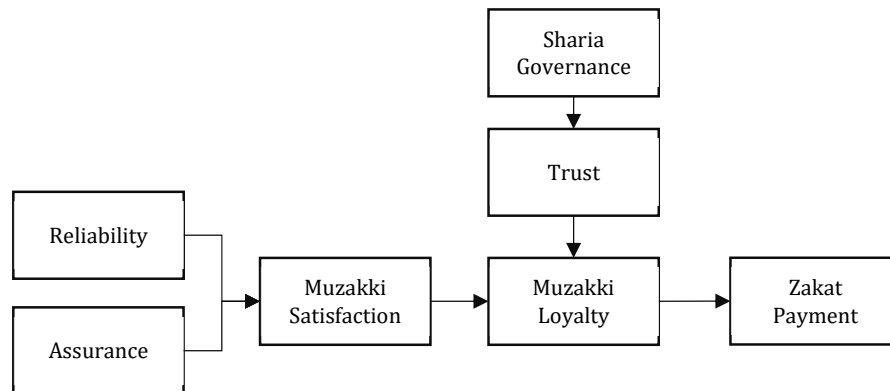 Sharia
Governance
Trust
Reliability
Muzakki
Satisfaction
Muzakki
Loyalty
Zakat
Payment
Assurance